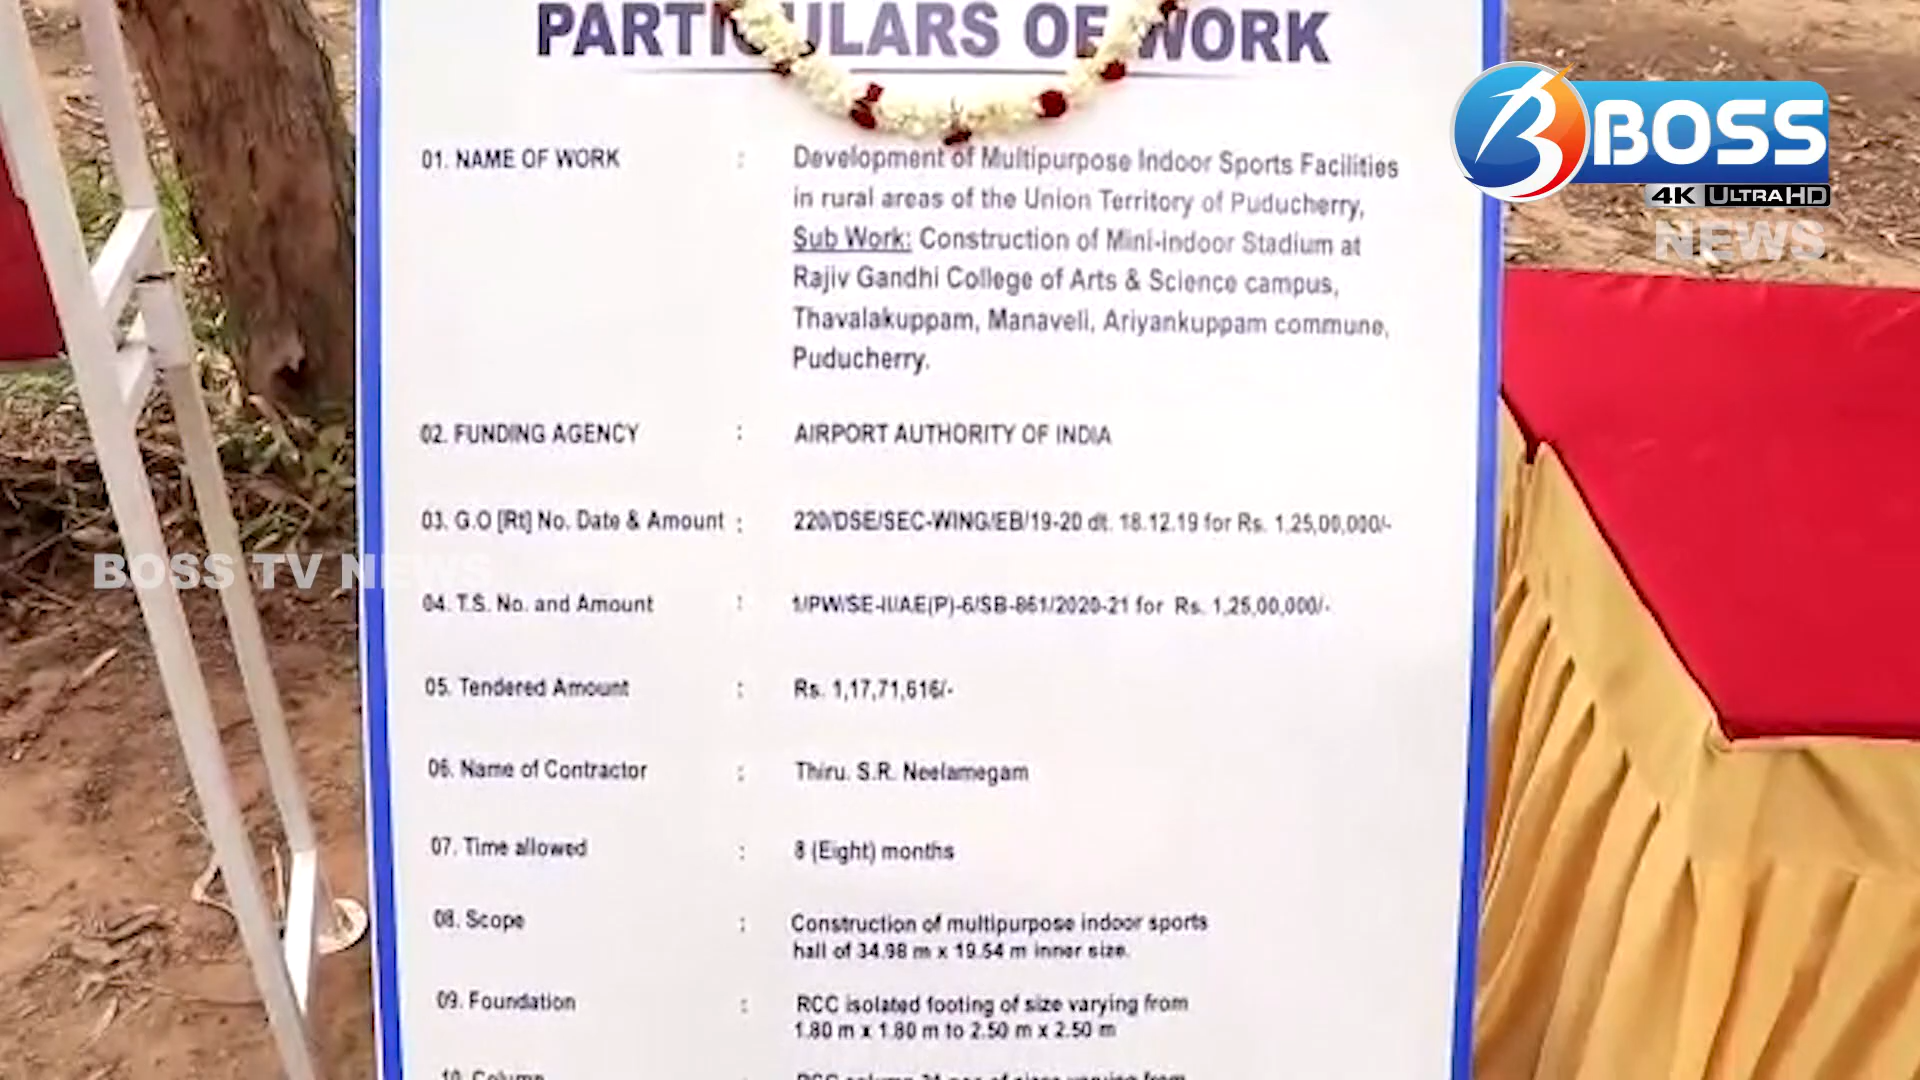 PARTICULARS OF WORK
01. NAME OF WORK : Development of Multipurpose Indoor Sports Facilities
in rural areas of the Union Territory of Puducherry,
Sub Work: Construction of Mini-indoor Stadium at
Rajiv Gandhi College of Arts & Science campus,
Thavalakuppam, Manaveli, Ariyankuppam commune,
Puducherry.
02. FUNDING AGENCY : AIRPORT AUTHORITY OF INDIA
03. G.O [Rt] No. Date & Amount : 220/DSE/SEC-WING/EB/19-20 dt. 18.12.19 for Rs. 1,25,00,000/-
04. T.S. No. and Amount : 1/PW/SE-II/AE(P)-6/SB-861/2020-21 for Rs. 1,25,00,000/-
05. Tendered Amount : Rs. 1,17,71,616/-
06. Name of Contractor : Thiru. S.R. Neelamegam
07. Time allowed : 8 (Eight) months
08. Scope : Construction of multipurpose indoor sports
hall of 34.98 m x 19.54 m inner size.
09. Foundation : RCC isolated footing of size varying from
1.80 m x 1.80 m to 2.50 m x 2.50 m
10. Column
B BOSS
4K ULTRA HD
NEWS
BOSS TV NEWS